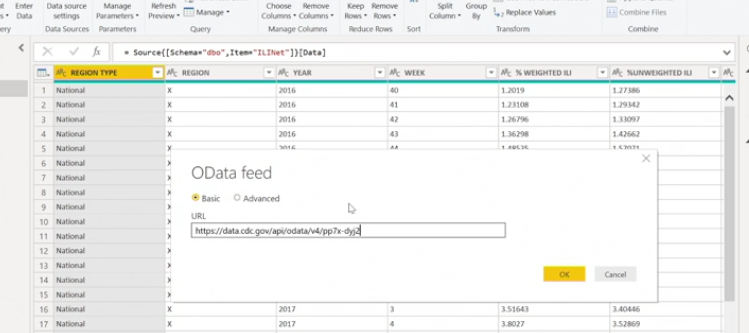 Enter Data
Data source settings
Manage Parameters
Refresh Preview
Manage
Choose Columns
Remove Columns
Keep Rows
Remove Rows
Split Column
Group By
Replace Values
Combine Files
Data Sources
Parameters
Query
Manage Columns
Reduce Rows
Sort
Transform
Combine
fx
= Source{[Schema="dbo",Item="ILINet"]}[Data]
REGION TYPE REGION YEAR WEEK % WEIGHTED ILI %UNWEIGHTED ILI
1 National X 2016 40 1.2019 1.27386
2 National X 2016 41 1.23108 1.29342
3 National X 2016 42 1.26796 1.33097
4 National X 2016 43 1.36298 1.42662
5 National X
6 National
7 National
8 National
9 National
10 National
11 National
12 National
13 National
14 National
15 National
16 National X 2017 3 3.51643 3.40446
17 National X 2017 4 3.8027 3.52869
OData feed
Basic Advanced
URL
https://data.cdc.gov/api/odata/v4/pp7x-dyj2
OK Cancel